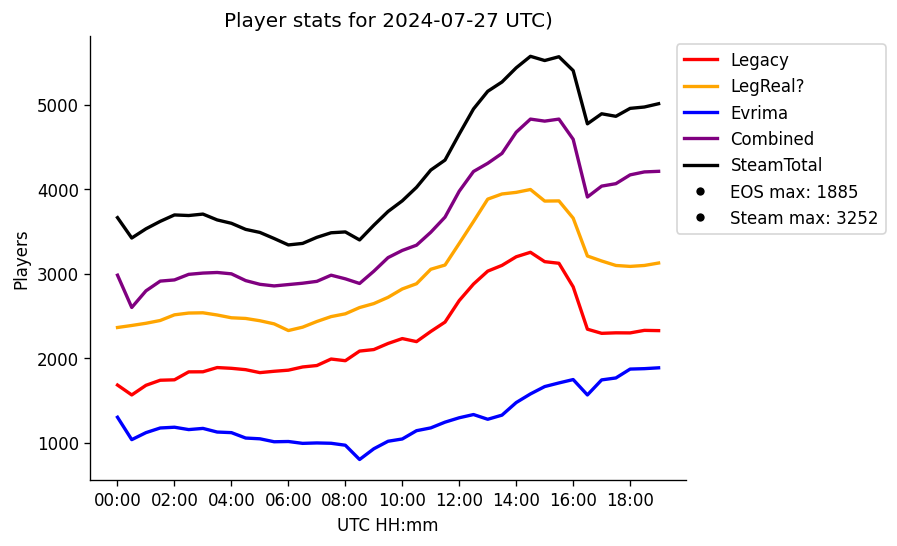 Player stats for 2024-07-27 UTC)
Legacy
LegReal?
Evrima
Combined
SteamTotal
EOS max: 1885
Steam max: 3252
Players
5000
4000
3000
2000
1000
00:00 02:00 04:00 06:00 08:00 10:00 12:00 14:00 16:00 18:00
UTC HH:mm